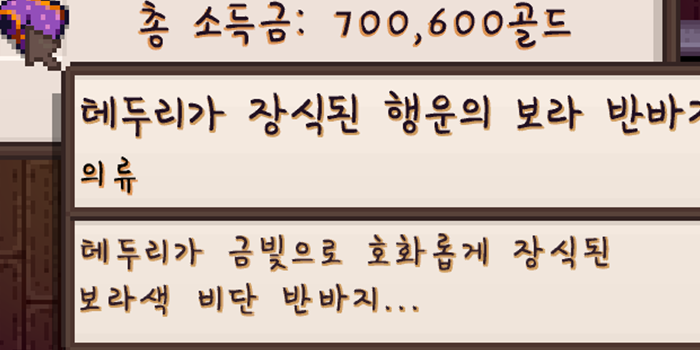 총 소득금: 700,600골드
테두리가 장식된 행운의 보라 반바
의류
테두리가 금빛으로 호화롭게 장식된
보라색 비단 반바지...